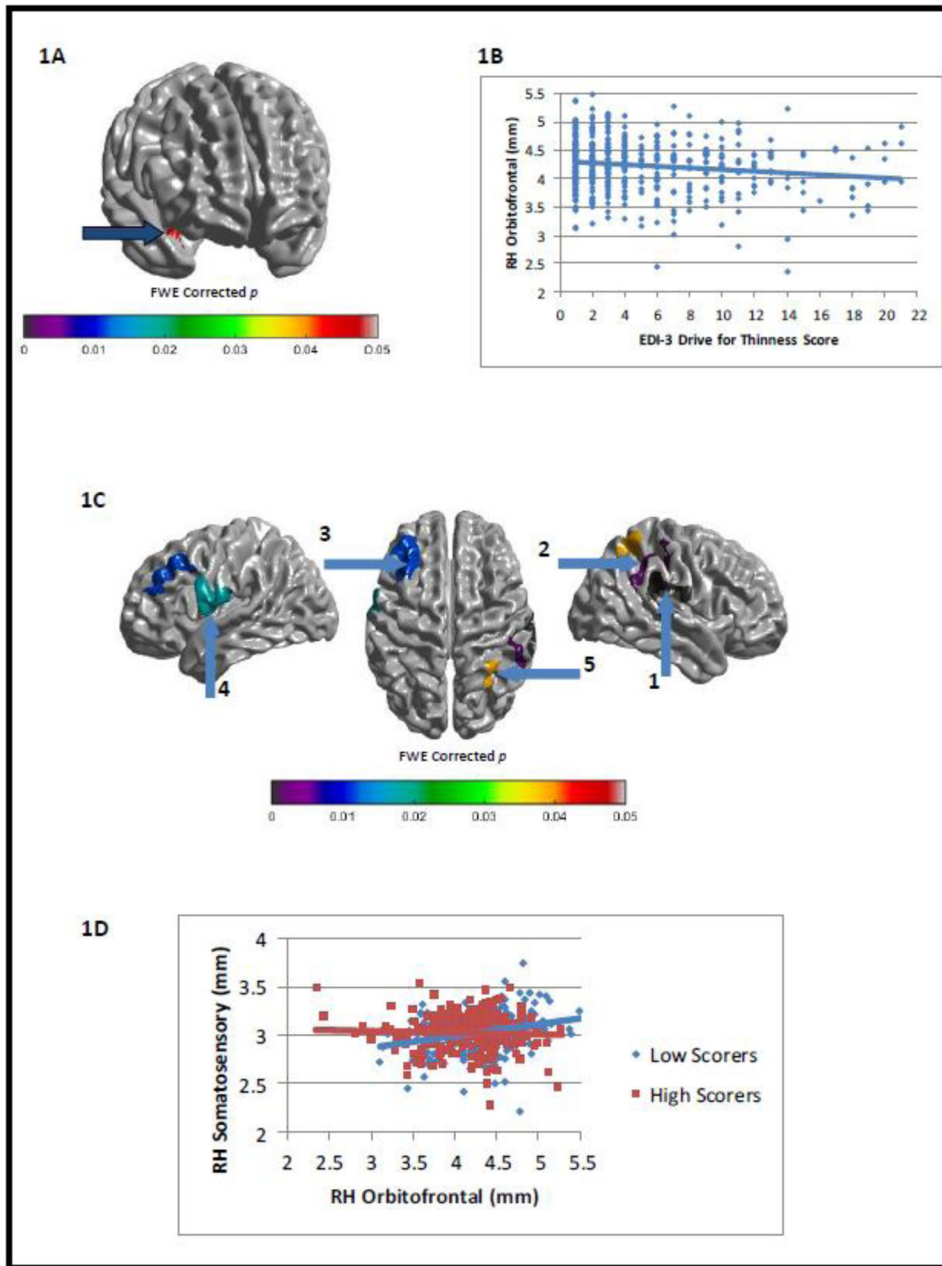 1A
FWE Corrected p
0 0.01 0.02 0.03 0.04 0.05
1B
5.5
5
4.5
4
3.5
3
2.5
2
RH Orbitofrontal (mm)
0 2 4 6 8 10 12 14 16 18 20 22
EDI-3 Drive for Thinness Score
1C
3
2
4
5
1
FWE Corrected p
0 0.01 0.02 0.03 0.04 0.05
1D
4
3.5
3
2.5
2
RH Somatosensory (mm)
2 2.5 3 3.5 4 4.5 5 5.5
RH Orbitofrontal (mm)
Low Scorers
High Scorers